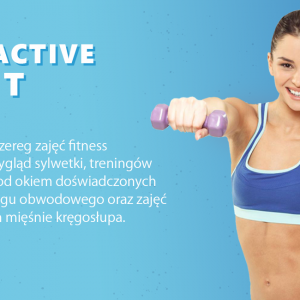 ACTIVE
T
zereg zajęć fitness
ygląd sylwetki, treningów
od okiem doświadczonych
gu obwodowego oraz zajęć
mięśnie kręgosłupa.